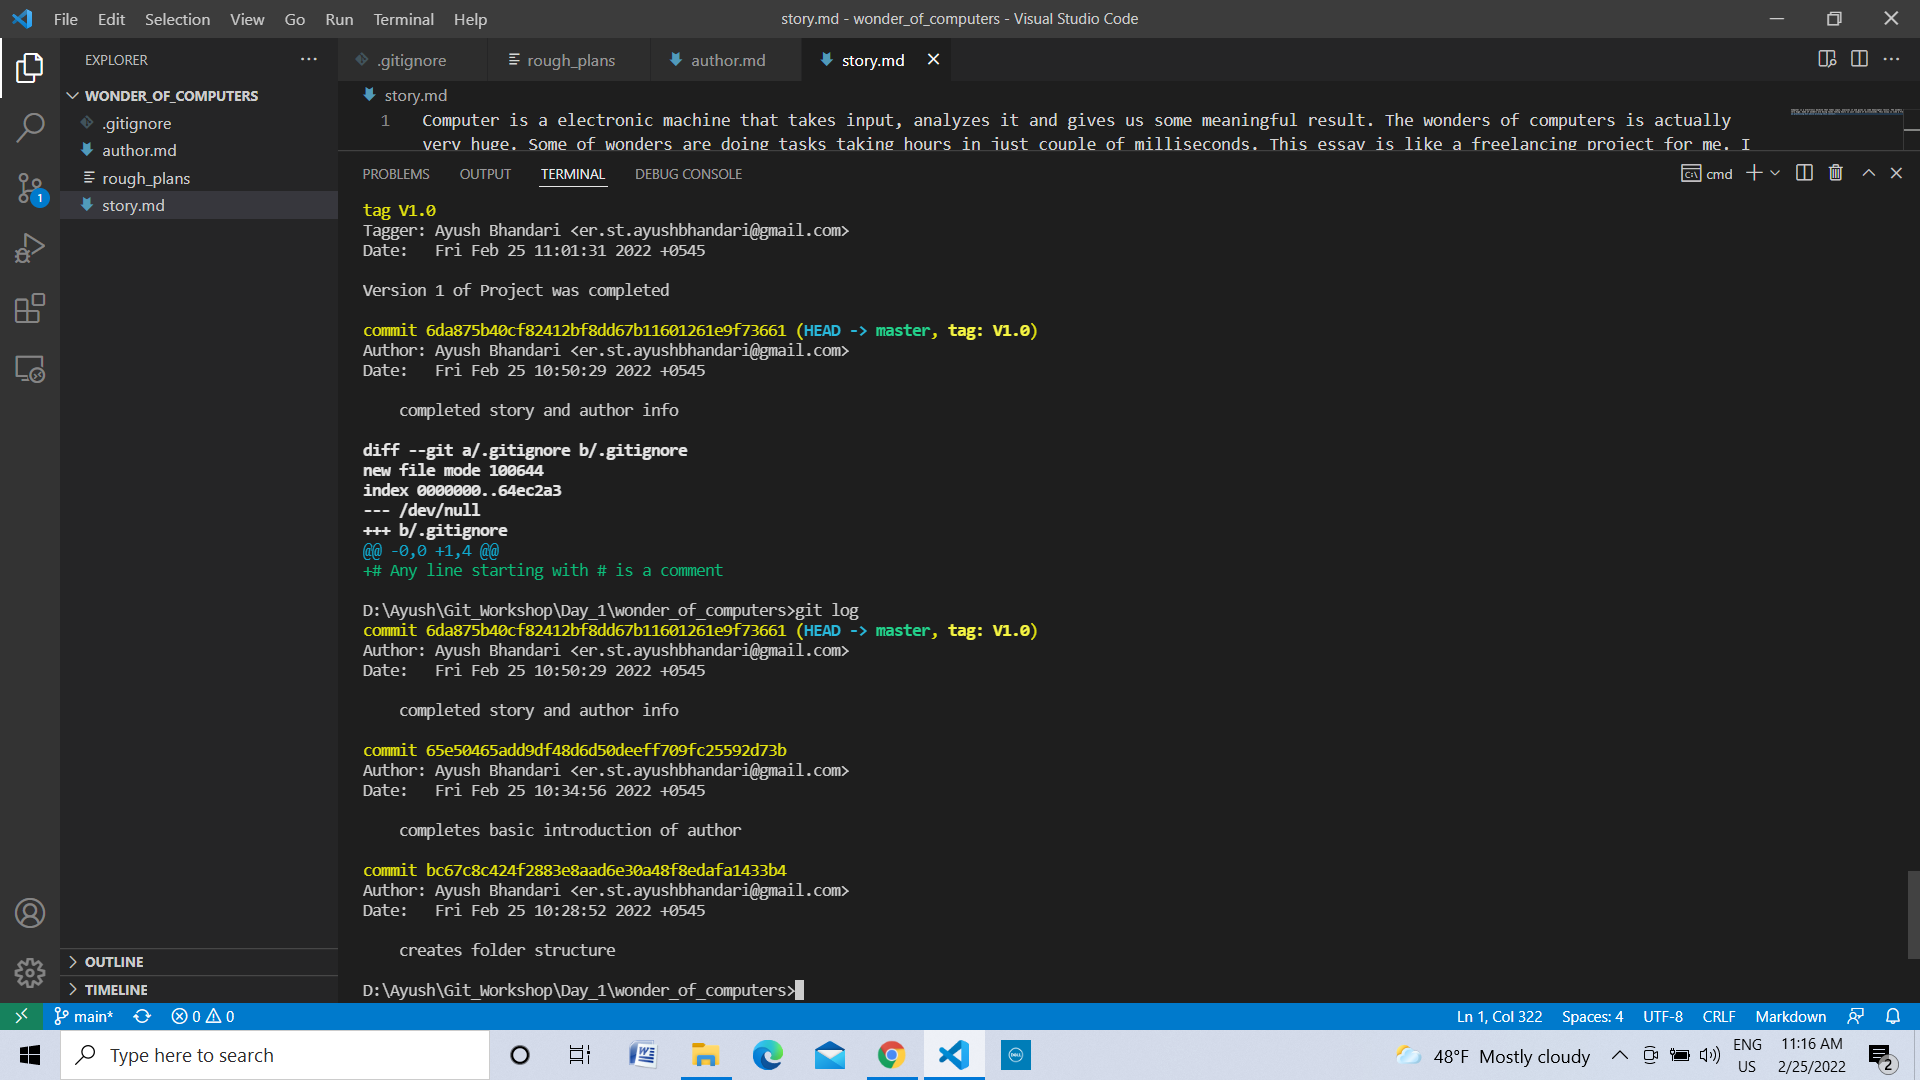 File Edit Selection View Go Run Terminal Help
story.md - wonder_of_computers - Visual Studio Code
EXPLORER
.gitignore
rough_plans
author.md
story.md
WONDER_OF_COMPUTERS
.gitignore
author.md
rough_plans
story.md
story.md
1 Computer is a electronic machine that takes input, analyzes it and gives us some meaningful result. The wonders of computers is actually
very huge. Some of wonders are doing tasks taking hours in just couple of milliseconds. This essay is like a freelancing project for me. I
PROBLEMS OUTPUT TERMINAL DEBUG CONSOLE
cmd
tag V1.0
Tagger: Ayush Bhandari <er.st.ayushbhandari@gmail.com>
Date:   Fri Feb 25 11:01:31 2022 +0545
Version 1 of Project was completed
commit 6da875b40cf82412bf8dd67b11601261e9f73661 (HEAD -> master, tag: V1.0)
Author: Ayush Bhandari <er.st.ayushbhandari@gmail.com>
Date:   Fri Feb 25 10:50:29 2022 +0545
    completed story and author info
diff --git a/.gitignore b/.gitignore
new file mode 100644
index 0000000..64ec2a3
--- /dev/null
+++ b/.gitignore
@@ -0,0 +1,4 @@
+# Any line starting with # is a comment
D:\Ayush\Git_Workshop\Day_1\wonder_of_computers>git log
commit 6da875b40cf82412bf8dd67b11601261e9f73661 (HEAD -> master, tag: V1.0)
Author: Ayush Bhandari <er.st.ayushbhandari@gmail.com>
Date:   Fri Feb 25 10:50:29 2022 +0545
    completed story and author info
commit 65e50465add9df48d6d50deeff709fc25592d73b
Author: Ayush Bhandari <er.st.ayushbhandari@gmail.com>
Date:   Fri Feb 25 10:34:56 2022 +0545
    completes basic introduction of author
commit bc67c8c424f2883e8aad6e30a48f8edafa1433b4
Author: Ayush Bhandari <er.st.ayushbhandari@gmail.com>
Date:   Fri Feb 25 10:28:52 2022 +0545
    creates folder structure
D:\Ayush\Git_Workshop\Day_1\wonder_of_computers>
OUTLINE
TIMELINE
1
main* 0 0
Ln 1, Col 322 Spaces: 4 UTF-8 CRLF Markdown
Type here to search
W
DELL
48°F Mostly cloudy
ENG
US
11:16 AM
2/25/2022
2